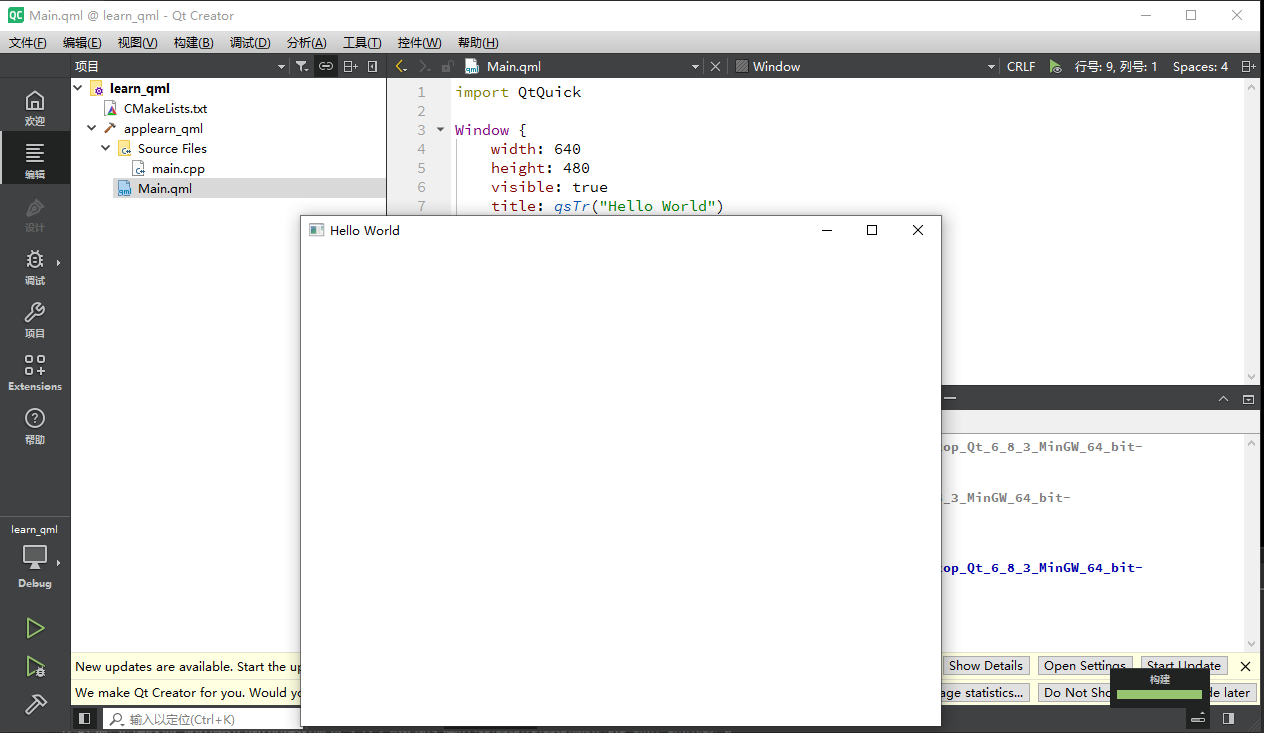 Main.qml @ learn_qml - Qt Creator
文件(F) 编辑(E) 视图(V) 构建(B) 调试(D) 分析(A) 工具(T) 控件(W) 帮助(H)
项目
Main.qml
Window
CRLF
行号: 9, 列号: 1
Spaces: 4
欢迎
编辑
设计
调试
项目
Extensions
帮助
learn_qml
Debug
learn_qml
CMakeLists.txt
applearn_qml
Source Files
main.cpp
Main.qml
1 import QtQuick
2
3 Window {
4 width: 640
5 height: 480
6 visible: true
7 title: qsTr("Hello World")
Hello World
op_Qt_6_8_3_MinGW_64_bit-
_3_MinGW_64_bit-
op_Qt_6_8_3_MinGW_64_bit-
New updates are available. Start the up
Show Details Open Settings Start Update
We make Qt Creator for you. Would yo
age statistics... Do Not Sho de later
构建
输入以定位(Ctrl+K)